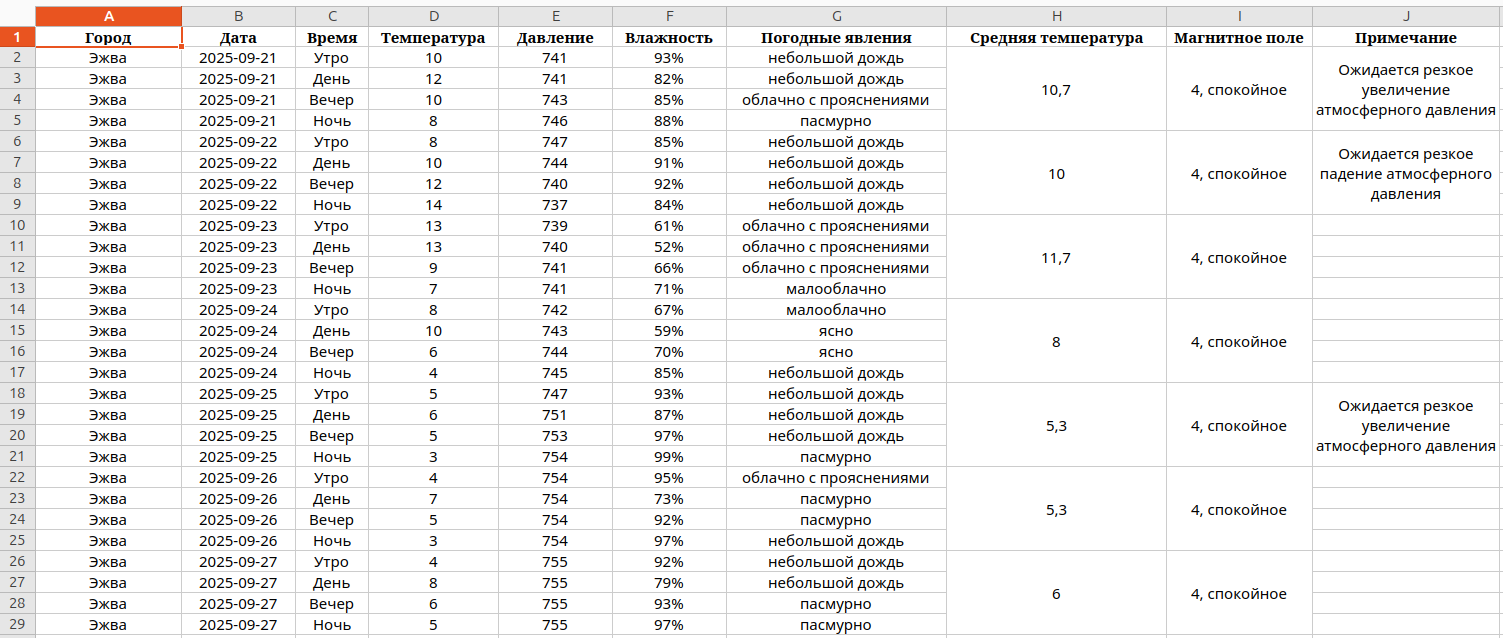 A B C D E F G H I J
1 Город Дата Время Температура Давление Влажность Погодные явления Средняя температура Магнитное поле Примечание
2 Эжва 2025-09-21 Утро 10 741 93% небольшой дождь
3 Эжва 2025-09-21 День 12 741 82% небольшой дождь
4 Эжва 2025-09-21 Вечер 10 743 85% облачно с прояснениями
5 Эжва 2025-09-21 Ночь 8 746 88% пасмурно
10,7 4, спокойное
Ожидается резкое
увеличение
атмосферного давления
6 Эжва 2025-09-22 Утро 8 747 85% небольшой дождь
7 Эжва 2025-09-22 День 10 744 91% небольшой дождь
8 Эжва 2025-09-22 Вечер 12 740 92% небольшой дождь
9 Эжва 2025-09-22 Ночь 14 737 84% небольшой дождь
10 4, спокойное
Ожидается резкое
падение атмосферного
давления
10 Эжва 2025-09-23 Утро 13 739 61% облачно с прояснениями
11 Эжва 2025-09-23 День 13 740 52% облачно с прояснениями
12 Эжва 2025-09-23 Вечер 9 741 66% облачно с прояснениями
13 Эжва 2025-09-23 Ночь 7 741 71% малооблачно
11,7 4, спокойное
14 Эжва 2025-09-24 Утро 8 742 67% малооблачно
15 Эжва 2025-09-24 День 10 743 59% ясно
16 Эжва 2025-09-24 Вечер 6 744 70% ясно
17 Эжва 2025-09-24 Ночь 4 745 85% небольшой дождь
8 4, спокойное
18 Эжва 2025-09-25 Утро 5 747 93% небольшой дождь
19 Эжва 2025-09-25 День 6 751 87% небольшой дождь
20 Эжва 2025-09-25 Вечер 5 753 97% небольшой дождь
21 Эжва 2025-09-25 Ночь 3 754 99% пасмурно
5,3 4, спокойное
Ожидается резкое
увеличение
атмосферного давления
22 Эжва 2025-09-26 Утро 4 754 95% облачно с прояснениями
23 Эжва 2025-09-26 День 7 754 73% пасмурно
24 Эжва 2025-09-26 Вечер 5 754 92% пасмурно
25 Эжва 2025-09-26 Ночь 3 754 97% небольшой дождь
5,3 4, спокойное
26 Эжва 2025-09-27 Утро 4 755 92% небольшой дождь
27 Эжва 2025-09-27 День 8 755 79% небольшой дождь
28 Эжва 2025-09-27 Вечер 6 755 93% пасмурно
29 Эжва 2025-09-27 Ночь 5 755 97% пасмурно
6 4, спокойное